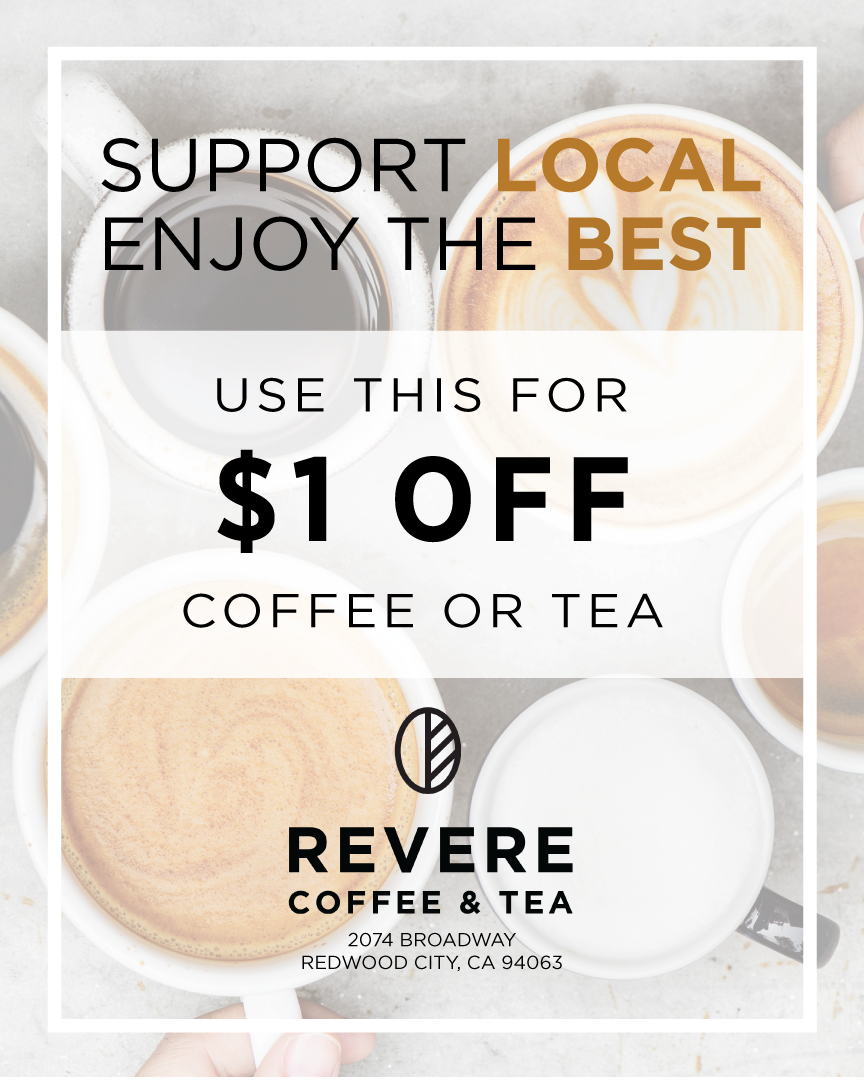 SUPPORT LOCAL
ENJOY THE BEST
USE THIS FOR
$1 OFF
COFFEE OR TEA
REVERE
COFFEE & TEA
2074 BROADWAY
REDWOOD CITY, CA 94063